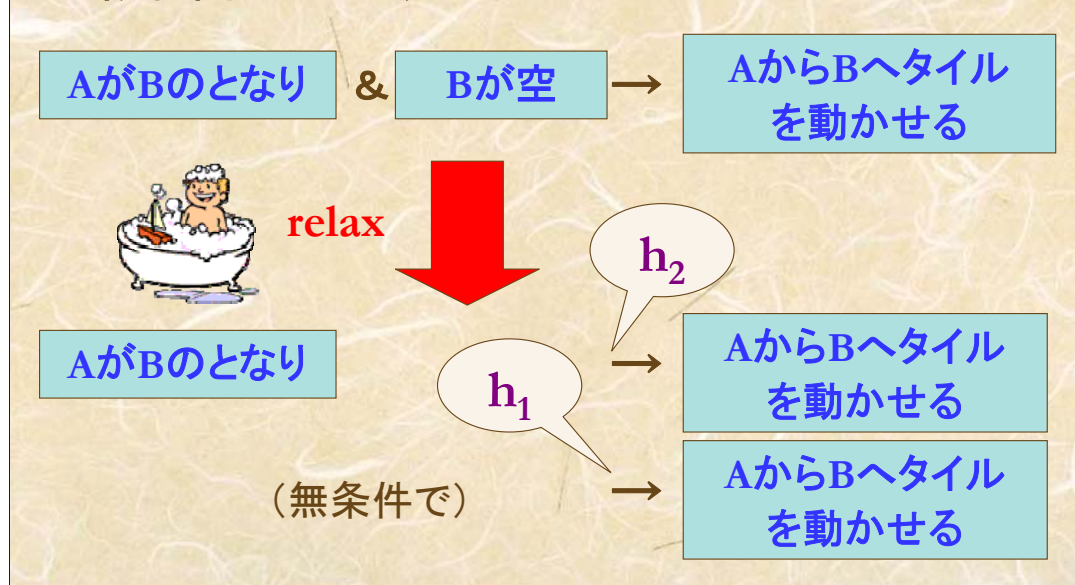 AがBのとなり & Bが空 → AからBへタイル
を動かせる
relax
h₂
AがBのとなり → AからBへタイル
を動かせる
h₁
(無条件で) → AからBへタイル
を動かせる